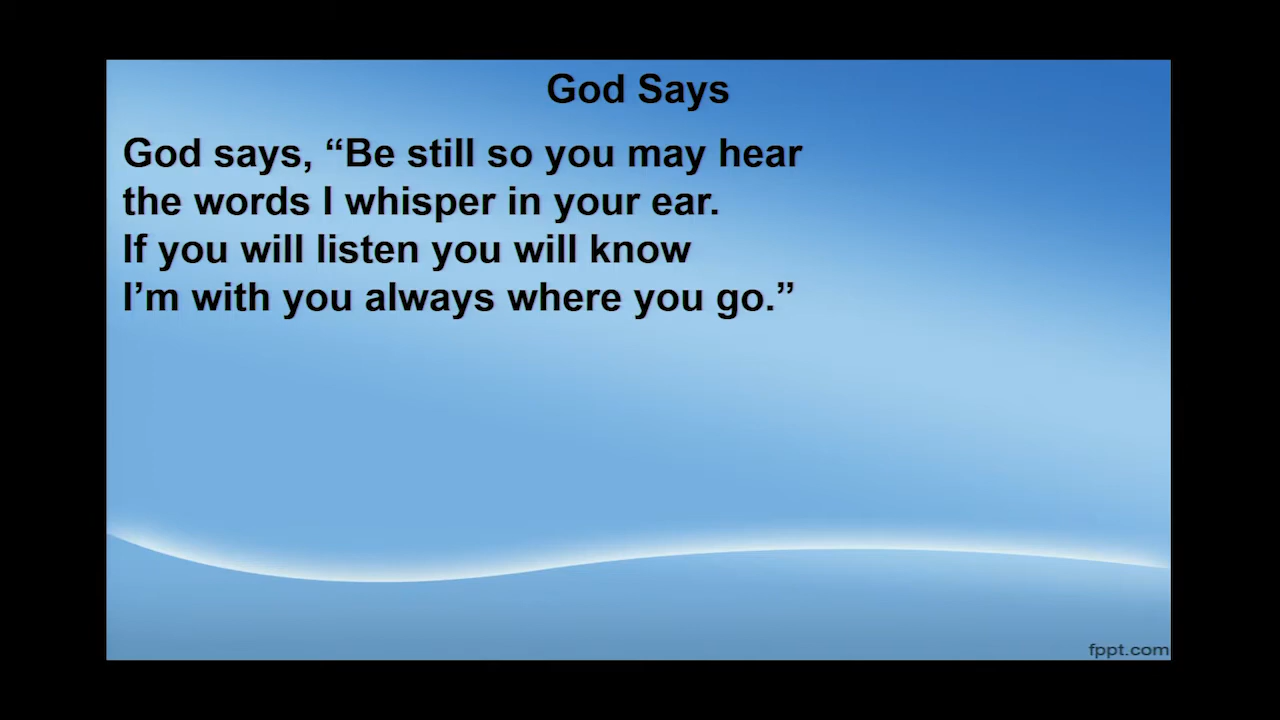 God Says
God says, “Be still so you may hear
the words I whisper in your ear.
If you will listen you will know
I’m with you always where you go.”
fppt.com